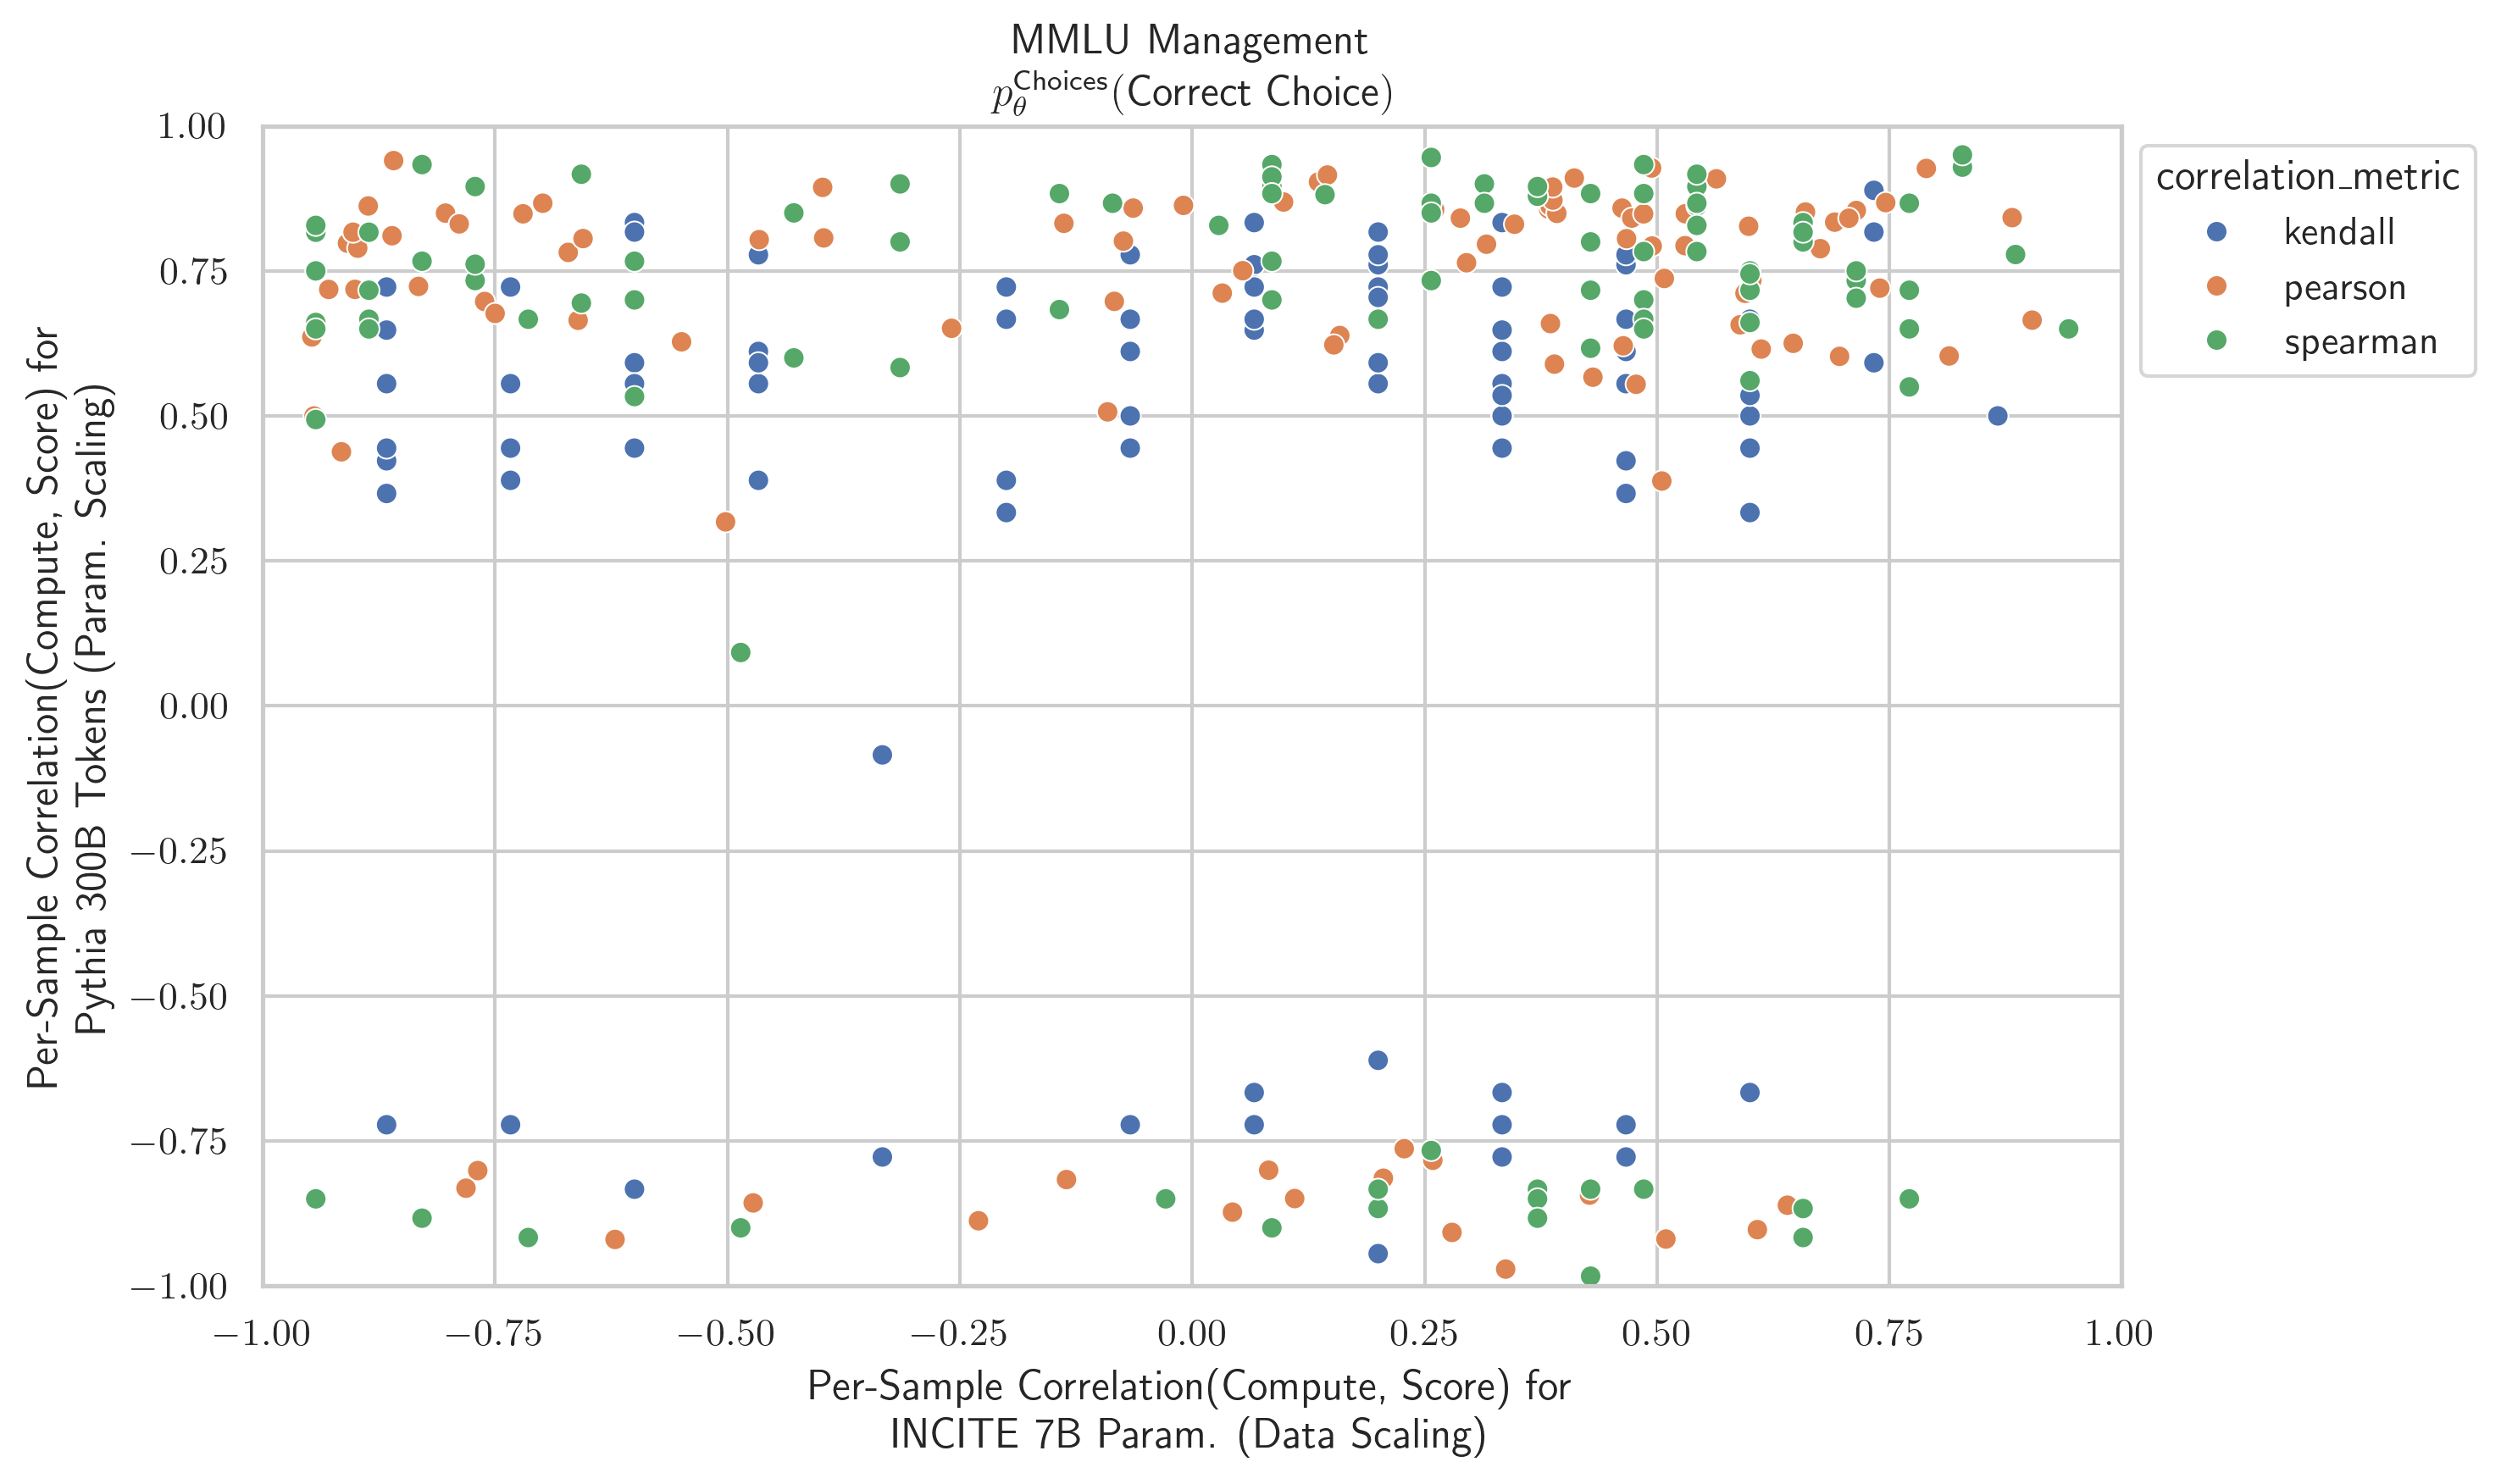 MMLU Management
p_θ^Choices(Correct Choice)
1.00
0.75
0.50
0.25
0.00
−0.25
−0.50
−0.75
−1.00
Per-Sample Correlation(Compute, Score) for
Pythia 300B Tokens (Param. Scaling)
−1.00 −0.75 −0.50 −0.25 0.00 0.25 0.50 0.75 1.00
Per-Sample Correlation(Compute, Score) for
INCITE 7B Param. (Data Scaling)
correlation_metric
kendall
pearson
spearman